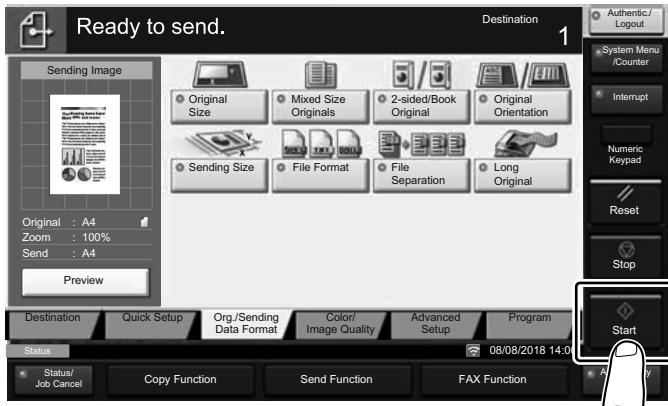 Ready to send.
Destination
1
Authentic./
Logout
System Menu
/Counter
Interrupt
Numeric
Keypad
Reset
Stop
Start
Sending Image
Original : A4
Zoom : 100%
Send : A4
Preview
Original
Size
Mixed Size
Originals
2-sided/Book
Original
Original
Orientation
Sending Size
File Format
File
Separation
Long
Original
Destination
Quick Setup
Org./Sending
Data Format
Color/
Image Quality
Advanced
Setup
Program
Status
08/08/2018 14:0
Status/
Job Cancel
Copy Function
Send Function
FAX Function